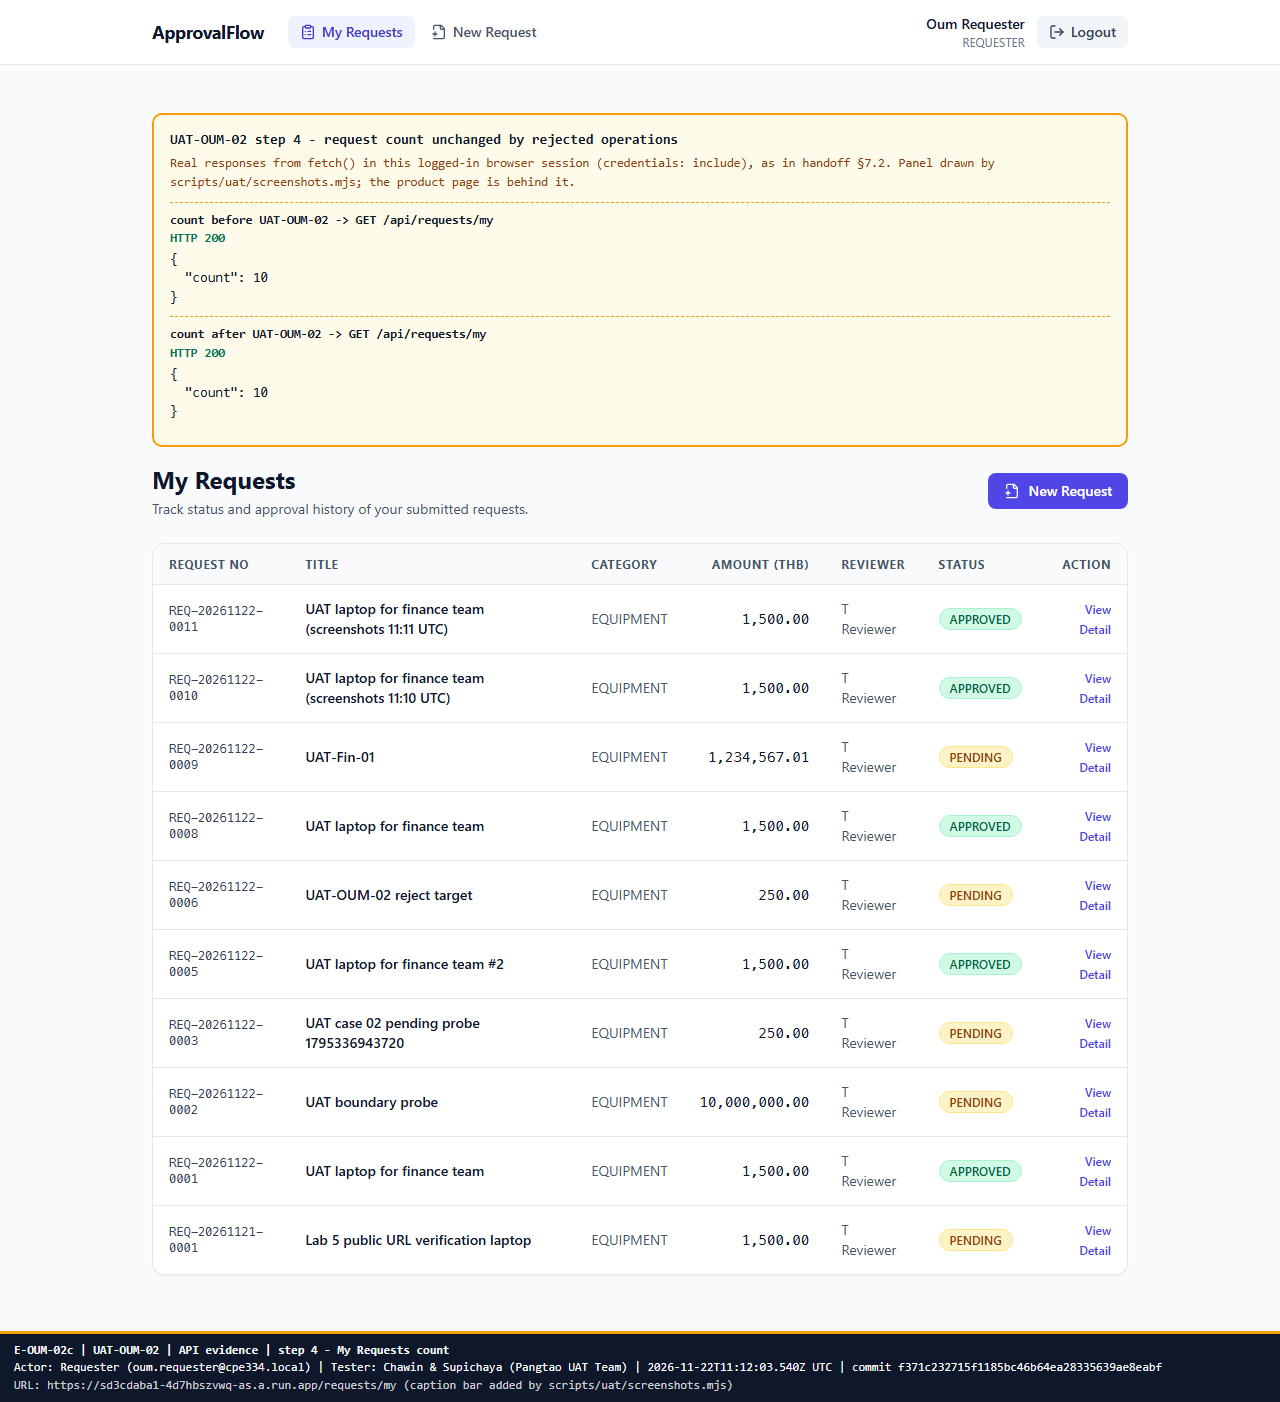 ApprovalFlow
My Requests
New Request
Oum Requester
REQUESTER
Logout
UAT-OUM-02 step 4 - request count unchanged by rejected operations
Real responses from fetch() in this logged-in browser session (credentials: include), as in handoff §7.2. Panel drawn by
scripts/uat/screenshots.mjs; the product page is behind it.
count before UAT-OUM-02 -> GET /api/requests/my
HTTP 200
{
"count": 10
}
count after UAT-OUM-02 -> GET /api/requests/my
HTTP 200
{
"count": 10
}
My Requests
Track status and approval history of your submitted requests.
New Request
REQUEST NO TITLE CATEGORY AMOUNT (THB) REVIEWER STATUS ACTION
REQ-20261122-
0011
UAT laptop for finance team
(screenshots 11:11 UTC)
EQUIPMENT
1,500.00
T
Reviewer
APPROVED
View
Detail
REQ-20261122-
0010
UAT laptop for finance team
(screenshots 11:10 UTC)
EQUIPMENT
1,500.00
T
Reviewer
APPROVED
View
Detail
REQ-20261122-
0009
UAT-Fin-01
EQUIPMENT
1,234,567.01
T
Reviewer
PENDING
View
Detail
REQ-20261122-
0008
UAT laptop for finance team
EQUIPMENT
1,500.00
T
Reviewer
APPROVED
View
Detail
REQ-20261122-
0006
UAT-OUM-02 reject target
EQUIPMENT
250.00
T
Reviewer
PENDING
View
Detail
REQ-20261122-
0005
UAT laptop for finance team #2
EQUIPMENT
1,500.00
T
Reviewer
APPROVED
View
Detail
REQ-20261122-
0003
UAT case 02 pending probe
1795336943720
EQUIPMENT
250.00
T
Reviewer
PENDING
View
Detail
REQ-20261122-
0002
UAT boundary probe
EQUIPMENT
10,000,000.00
T
Reviewer
PENDING
View
Detail
REQ-20261122-
0001
UAT laptop for finance team
EQUIPMENT
1,500.00
T
Reviewer
APPROVED
View
Detail
REQ-20261121-
0001
Lab 5 public URL verification laptop
EQUIPMENT
1,500.00
T
Reviewer
PENDING
View
Detail
E-OUM-02c | UAT-OUM-02 | API evidence | step 4 - My Requests count
Actor: Requester (oum.requester@cpe334.local) | Tester: Chawin & Supichaya (Pangtao UAT Team) | 2026-11-22T11:12:03.540Z UTC | commit f371c232715f1185bc46b64ea28335639ae8eabf
URL: https://sd3cdaba1-4d7hbszvwq-as.a.run.app/requests/my (caption bar added by scripts/uat/screenshots.mjs)